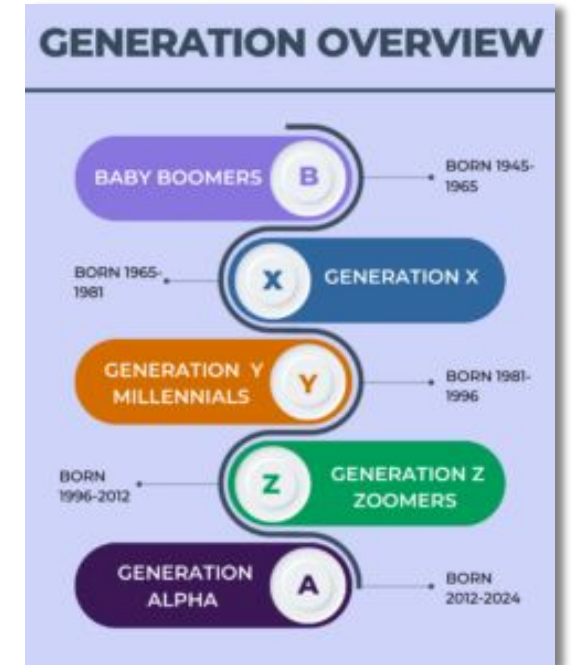 GENERATION OVERVIEW
BABY BOOMERS
B
BORN 1945-
1965
BORN 1965-
1981
X
GENERATION X
GENERATION Y
MILLENNIALS
Y
BORN 1981-
1996
BORN
1996-2012
Z
GENERATION Z
ZOOMERS
GENERATION
ALPHA
A
BORN
2012-2024